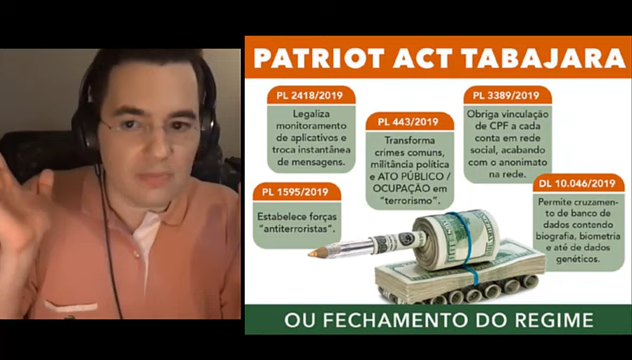 PATRIOT ACT TABAJARA
PL 2418/2019
Legaliza
monitoramento
de aplicativos e
troca instantânea
de mensagens.
PL 443/2019
Transforma
crimes comuns,
militância política
e ATO PÚBLICO /
OCUPAÇÃO em
"terrorismo".
PL 3389/2019
Obriga vinculação
de CPF a cada
conta em rede
social, acabando
com o anonimato
na rede.
PL 1595/2019
Estabelece forças
"antiterroristas".
DL 10.046/2019
Permite cruzamen-
to de banco de
dados contendo
biografia, biometria
e até de dados
genéticos.
OU FECHAMENTO DO REGIME